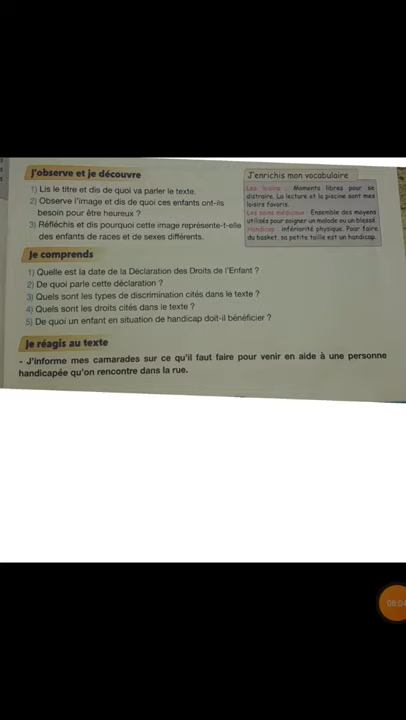 J'observe et je découvre
1) Lis le titre et dis de quoi va parler le texte.
2) Observe l'image et dis de quoi ces enfants ont-ils
besoin pour être heureux ?
3) Réfléchis et dis pourquoi cette image représente-t-elle
des enfants de races et de sexes différents.
J'enrichis mon vocabulaire
Les loisirs : Moments libres pour se
distraire. La lecture et la piscine sont mes
loisirs favoris.
Les soins médicaux : Ensemble des moyens
utilisés pour soigner un malade ou un blessé.
Handicap : infériorité physique. Pour faire
du basket, sa petite taille est un handicap.
Je comprends
1) Quelle est la date de la Déclaration des Droits de l'Enfant ?
2) De quoi parle cette déclaration ?
3) Quels sont les types de discrimination cités dans le texte ?
4) Quels sont les droits cités dans le texte ?
5) De quoi un enfant en situation de handicap doit-il bénéficier ?
Je réagis au texte
- J'informe mes camarades sur ce qu'il faut faire pour venir en aide à une personne
handicapée qu'on rencontre dans la rue.
08:04